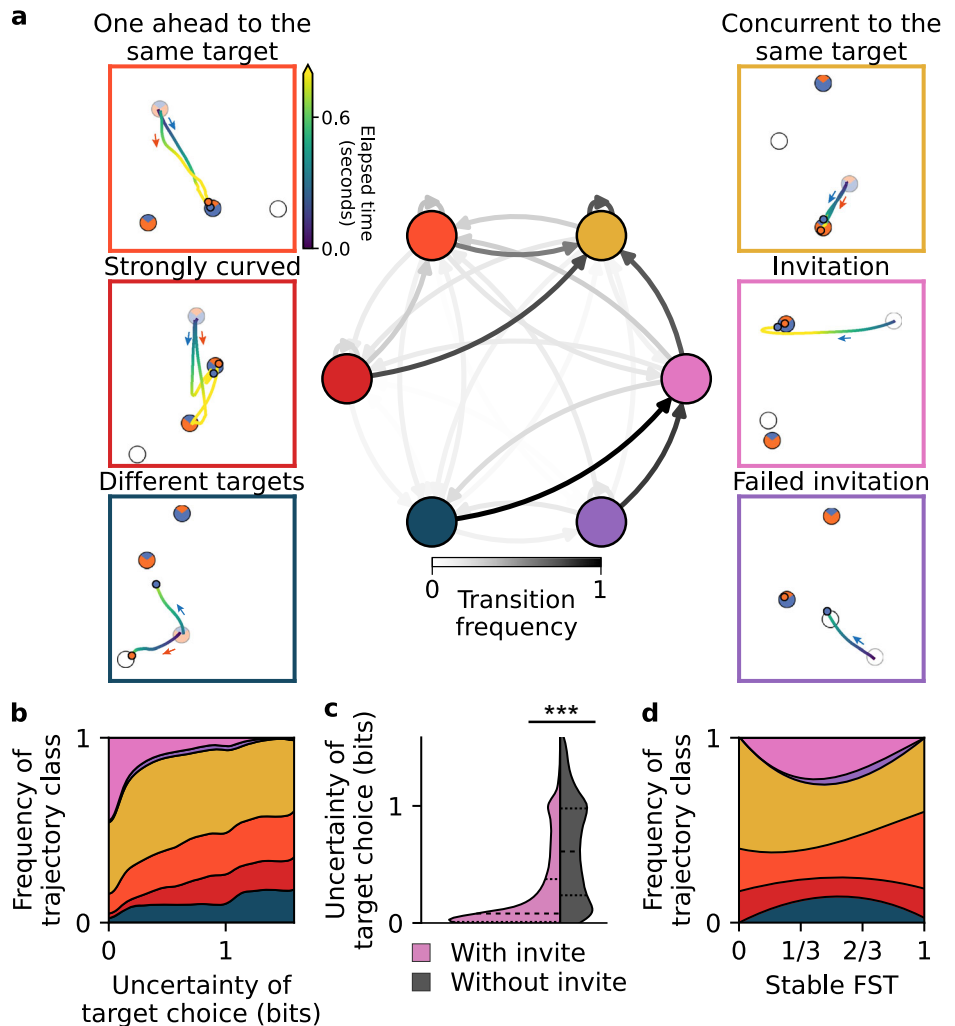 a
One ahead to the
same target
0.6
0.0
Elapsed time
(seconds)
Strongly curved
Different targets
Concurrent to the
same target
Invitation
Failed invitation
0
1
Transition
frequency
b
Frequency of
trajectory class
1
0
0
1
Uncertainty of
target choice (bits)
c
Uncertainty of
target choice (bits)
***
1
0
With invite
Without invite
d
Frequency of
trajectory class
1
0
0
1/3
2/3
1
Stable FST